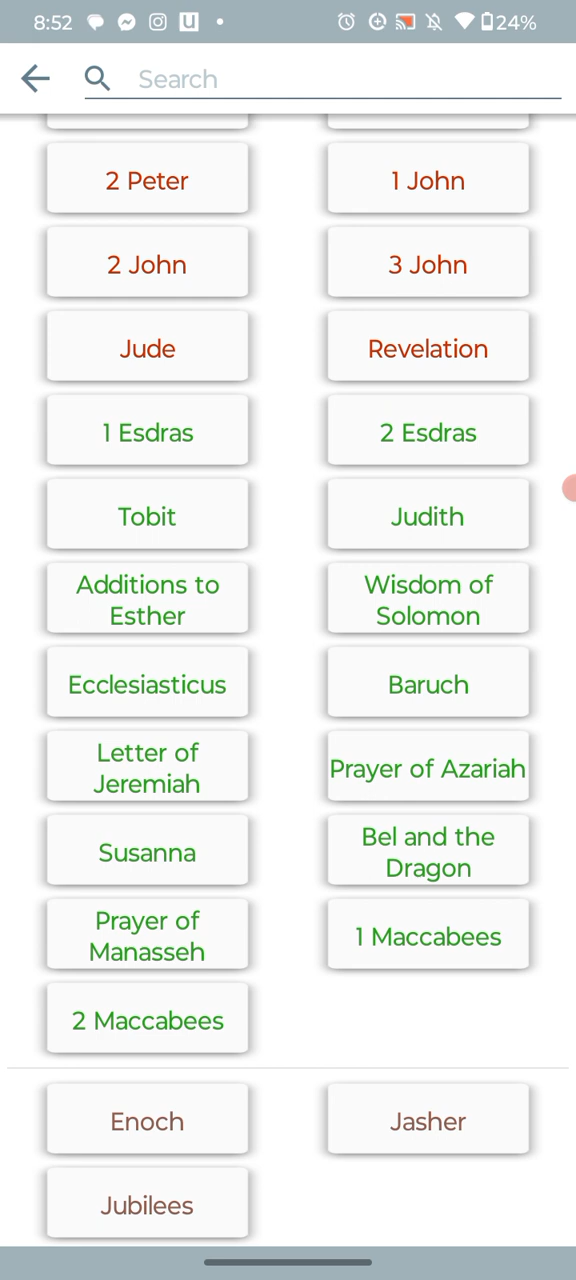 8:52
24%
Search
2 Peter
1 John
2 John
3 John
Jude
Revelation
1 Esdras
2 Esdras
Tobit
Judith
Additions to
Esther
Wisdom of
Solomon
Ecclesiasticus
Baruch
Letter of
Jeremiah
Prayer of Azariah
Susanna
Bel and the
Dragon
Prayer of
Manasseh
1 Maccabees
2 Maccabees
Enoch
Jasher
Jubilees